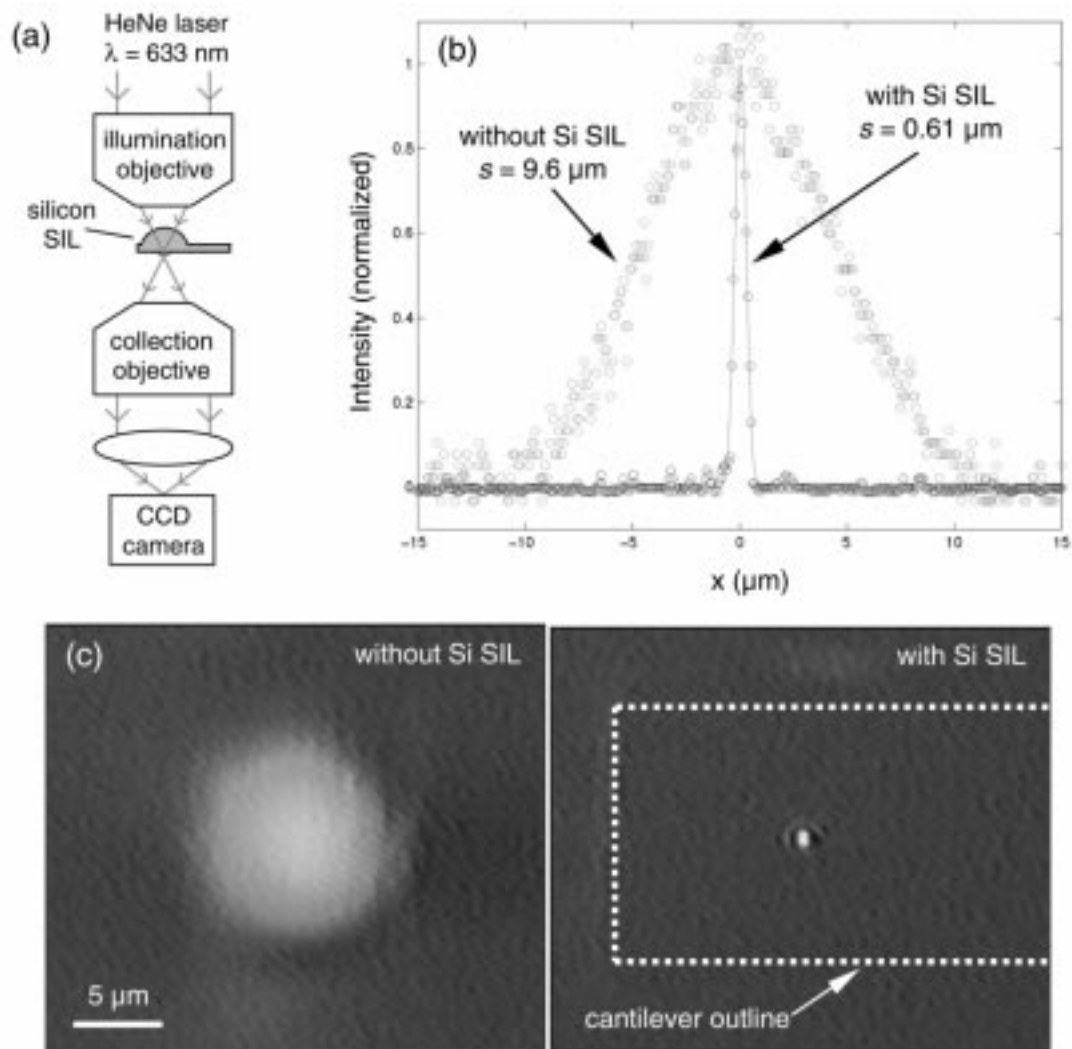 (a)
HeNe laser
λ = 633 nm
illumination
objective
silicon
SIL
collection
objective
CCD
camera
(b)
without Si SIL
s = 9.6 µm
with Si SIL
s = 0.61 µm
Intensity (normalized)
1
0.8
0.6
0.4
0.2
0
−15
−10
−5
0
5
10
15
x (µm)
(c)
without Si SIL
5 µm
with Si SIL
cantilever outline